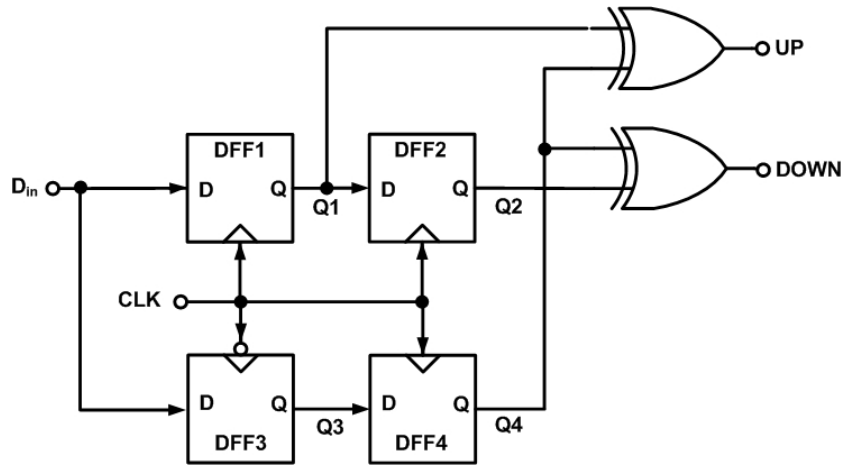 UP
DFF1
DFF2
D Q
D Q
DOWN
Din
Q1
Q2
CLK
D Q
D Q
DFF3
Q3
DFF4
Q4